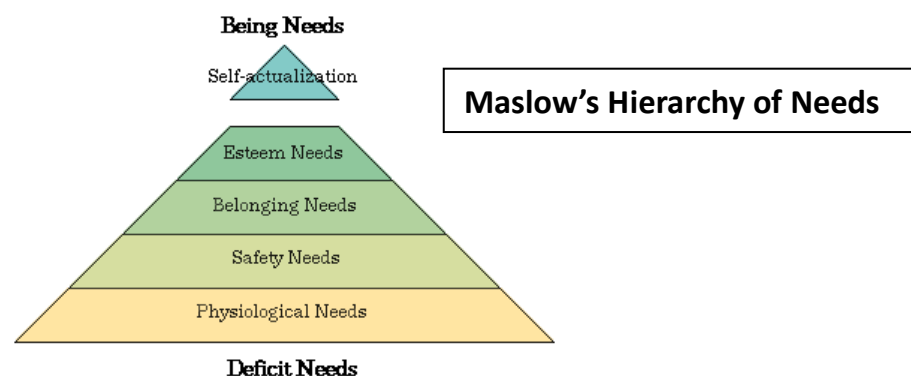 Being Needs
Self-actualization
Maslow’s Hierarchy of Needs
Esteem Needs
Belonging Needs
Safety Needs
Physiological Needs
Deficit Needs